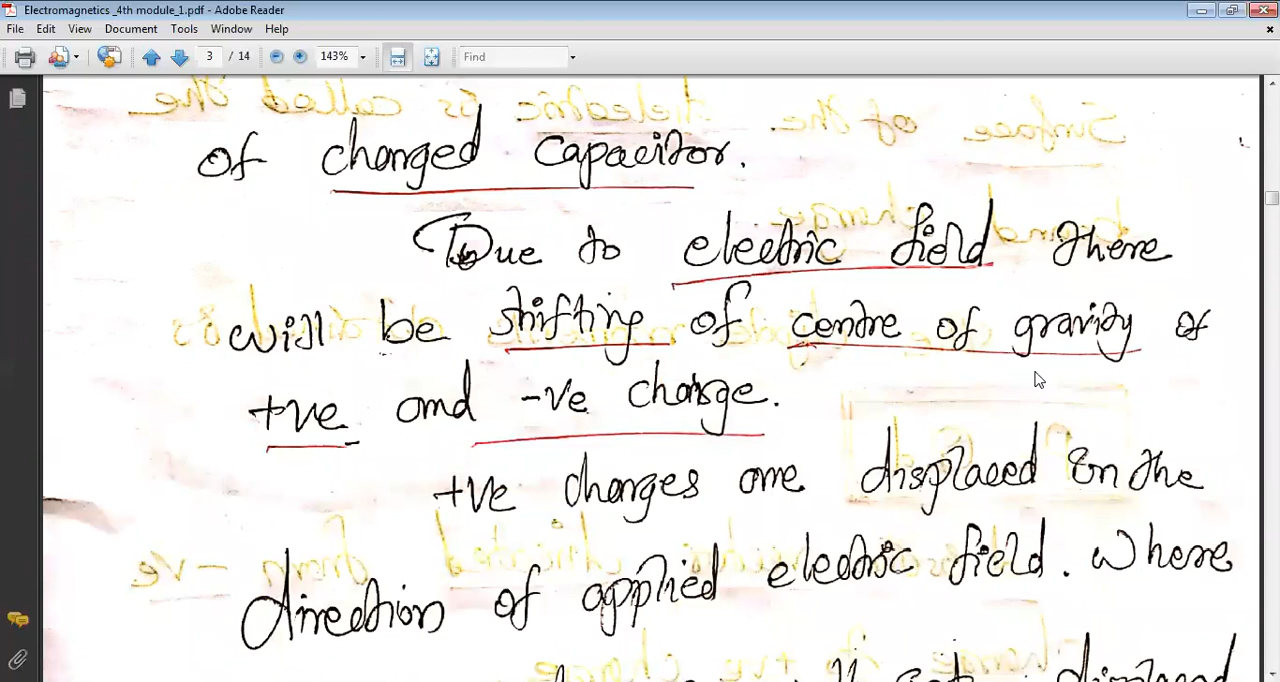 Electromagnetics _4th module_1.pdf - Adobe Reader
File Edit View Document Tools Window Help
3 / 14 143% Find
of charged capacitor.
Due to electric field there
will be shifting of centre of gravity of
+ve and -ve charge.
+ve charges are displaced in the
direction of applied electric field. Where
displaced